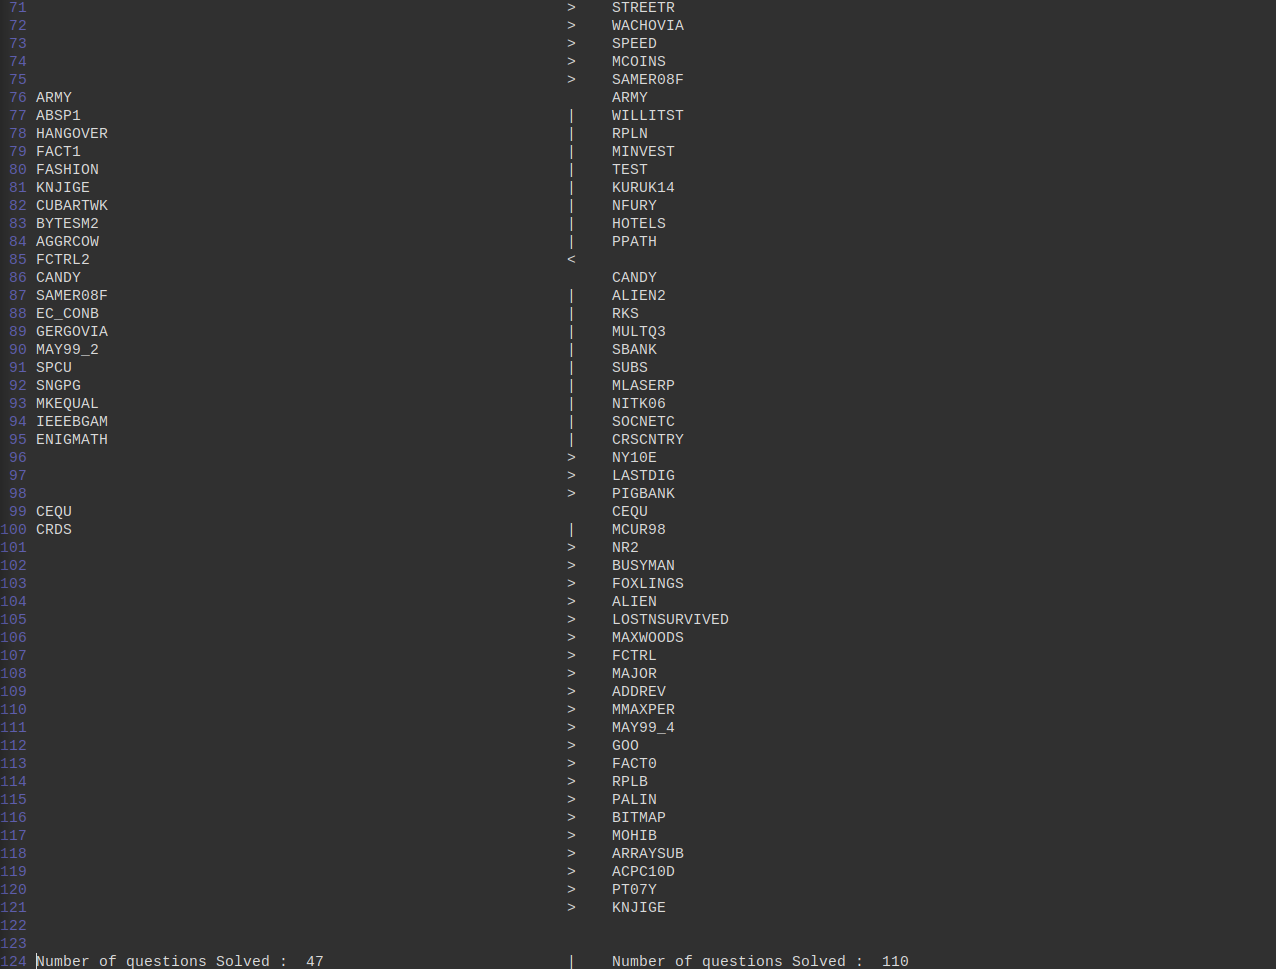 71 > STREETR
72 > WACHOVIA
73 > SPEED
74 > MCOINS
75 > SAMER08F
76 ARMY ARMY
77 ABSP1 | WILLITST
78 HANGOVER | RPLN
79 FACT1 | MINVEST
80 FASHION | TEST
81 KNJIGE | KURUK14
82 CUBARTWK | NFURY
83 BYTESM2 | HOTELS
84 AGGRCOW | PPATH
85 FCTRL2 <
86 CANDY CANDY
87 SAMER08F | ALIEN2
88 EC_CONB | RKS
89 GERGOVIA | MULTQ3
90 MAY99_2 | SBANK
91 SPCU | SUBS
92 SNGPG | MLASERP
93 MKEQUAL | NITK06
94 IEEEBGAM | SOCNETC
95 ENIGMATH | CRSCNTRY
96 > NY10E
97 > LASTDIG
98 > PIGBANK
99 CEQU CEQU
100 CRDS | MCUR98
101 > NR2
102 > BUSYMAN
103 > FOXLINGS
104 > ALIEN
105 > LOSTNSURVIVED
106 > MAXWOODS
107 > FCTRL
108 > MAJOR
109 > ADDREV
110 > MMAXPER
111 > MAY99_4
112 > GOO
113 > FACT0
114 > RPLB
115 > PALIN
116 > BITMAP
117 > MOHIB
118 > ARRAYSUB
119 > ACPC10D
120 > PT07Y
121 > KNJIGE
122
123
124 Number of questions Solved : 47 | Number of questions Solved : 110